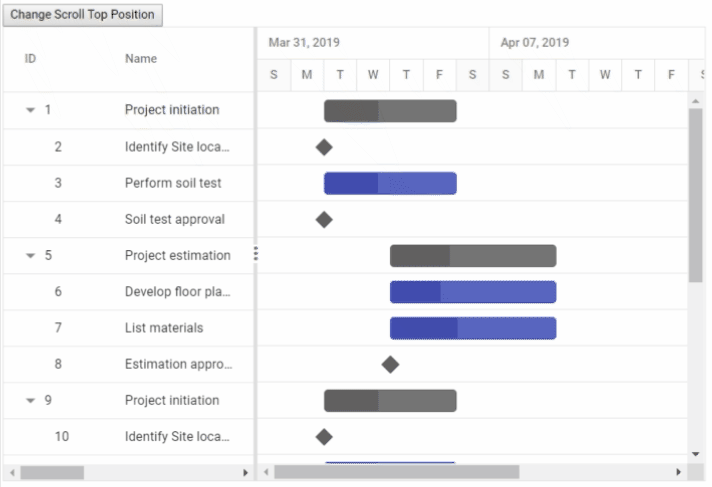 Change Scroll Top Position
ID Name Mar 31, 2019 Apr 07, 2019
S M T W T F S S M T W T F S
1 Project initiation
2 Identify Site loca...
3 Perform soil test
4 Soil test approval
5 Project estimation
6 Develop floor pla...
7 List materials
8 Estimation appro...
9 Project initiation
10 Identify Site loca...